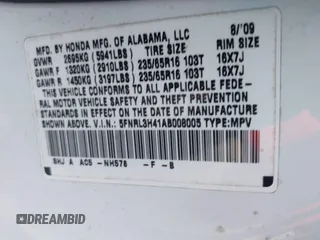 MFD. BY HONDA MFG. OF ALABAMA, LLC 8/'09
GVWR 2695KG (5941LBS) TIRE SIZE RIM SIZE
GAWR F 1320KG (2910LBS) 235/65R16 103T 16X7J
GAWR R 1450KG (3197LBS) 235/65R16 103T 16X7J
THIS VEHICLE CONFORMS TO ALL APPLICABLE FEDE-
RAL MOTOR VEHICLE SAFETY AND THEFT PREVENTION
STANDARDS IN EFFECT ON THE DATE OF MANUFACTURE
SHOWN ABOVE. V.I.N: 5FNRL3H41AB008005 TYPE:MPV
SHJ A AC5 -NH578 -F -B
DREAMBID